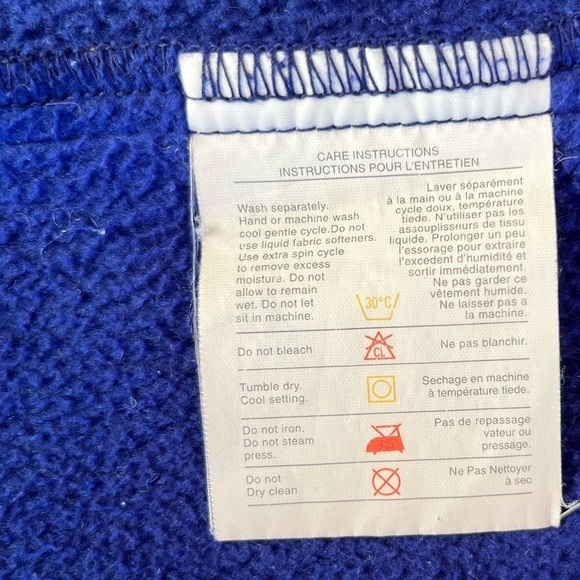 CARE INSTRUCTIONS
INSTRUCTIONS POUR L'ENTRETIEN
Wash separately.
Hand or machine wash
cool gentle cycle.Do not
use liquid fabric softeners.
Use extra spin cycle
to remove excess
moistura. Do not
allow to remain
wet. Do not let
sit in machine.
30°C
Laver séparément
à la main ou à la machine
cycle doux, température
tiede. N'utiliser pas les
assouplisseurs de tissu
liquide. Prolonger un peu
l'essorage pour extraire
l'excedent d'humidité et
sortir immédiatement.
Ne pas garder ce
vêtement humide.
Ne laisser pas a
la machine.
Do not bleach
CL
Ne pas blanchir.
Tumble dry.
Cool setting.
Sechage en machine
à température tiede.
Do not iron.
Do not steam
press.
Pas de repassage
vateur ou
pressage.
Do not
Dry clean
Ne Pas Nettoyer
à sec